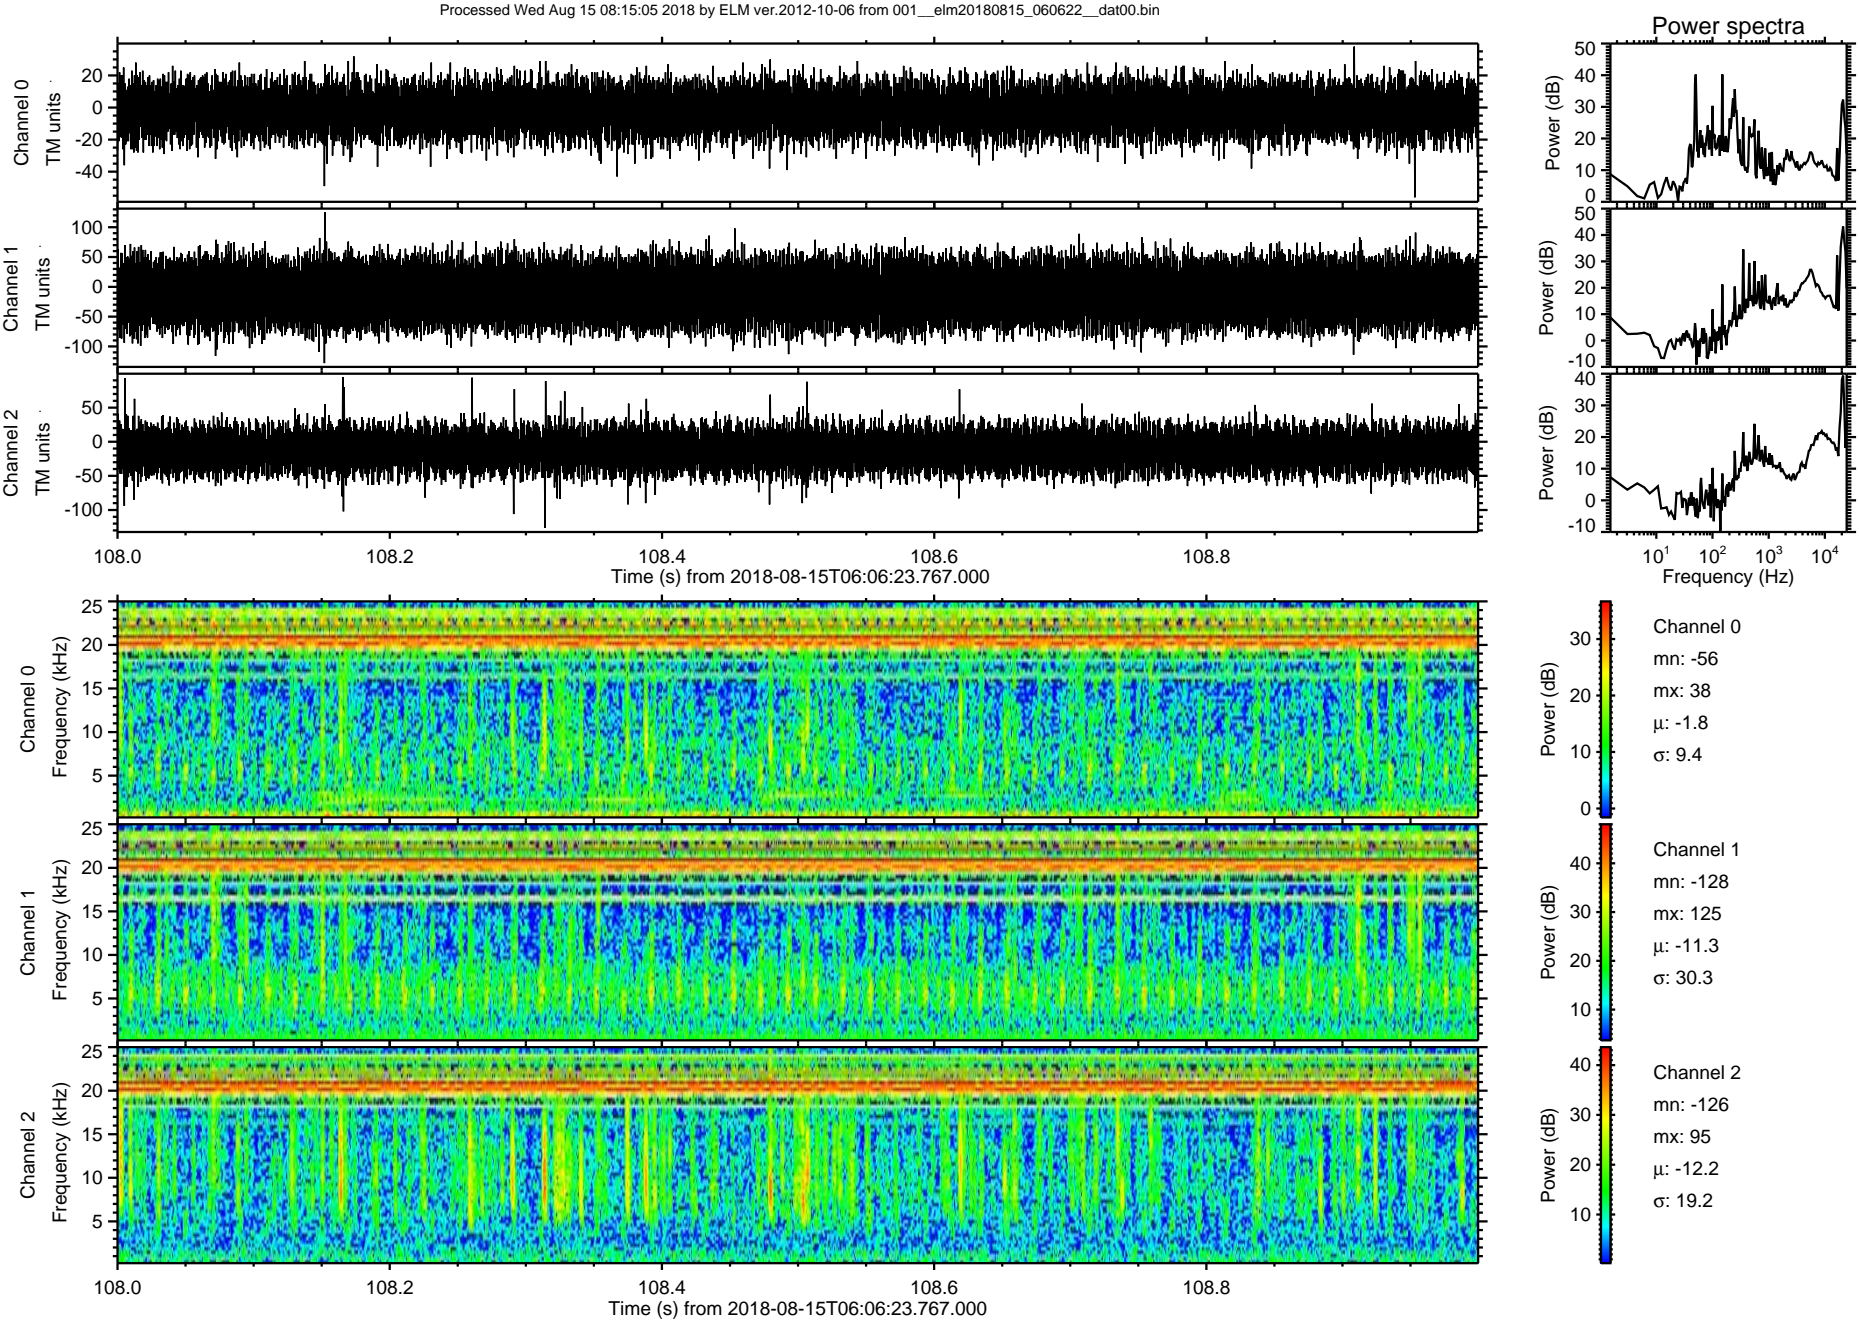 Processed Wed Aug 15 08:15:05 2018 by ELM ver.2012-10-06 from 001__elm20180815_060622__dat00.bin
Power spectra
Channel 0
TM units
20
0
-20
-40
Power (dB)
50
40
30
20
10
0
Channel 1
TM units
100
50
0
-50
-100
Power (dB)
50
40
30
20
10
0
-10
Channel 2
TM units
50
0
-50
-100
Power (dB)
40
30
20
10
0
-10
108.0 108.2 108.4 108.6 108.8
Time (s) from 2018-08-15T06:06:23.767.000
10¹ 10² 10³ 10⁴
Frequency (Hz)
Channel 0
Frequency (kHz)
25
20
15
10
5
Power (dB)
30
20
10
0
Channel 0
mn: -56
mx: 38
μ: -1.8
σ: 9.4
Channel 1
Frequency (kHz)
25
20
15
10
5
Power (dB)
40
30
20
10
Channel 1
mn: -128
mx: 125
μ: -11.3
σ: 30.3
Channel 2
Frequency (kHz)
25
20
15
10
5
Power (dB)
40
30
20
10
Channel 2
mn: -126
mx: 95
μ: -12.2
σ: 19.2
108.0 108.2 108.4 108.6 108.8
Time (s) from 2018-08-15T06:06:23.767.000